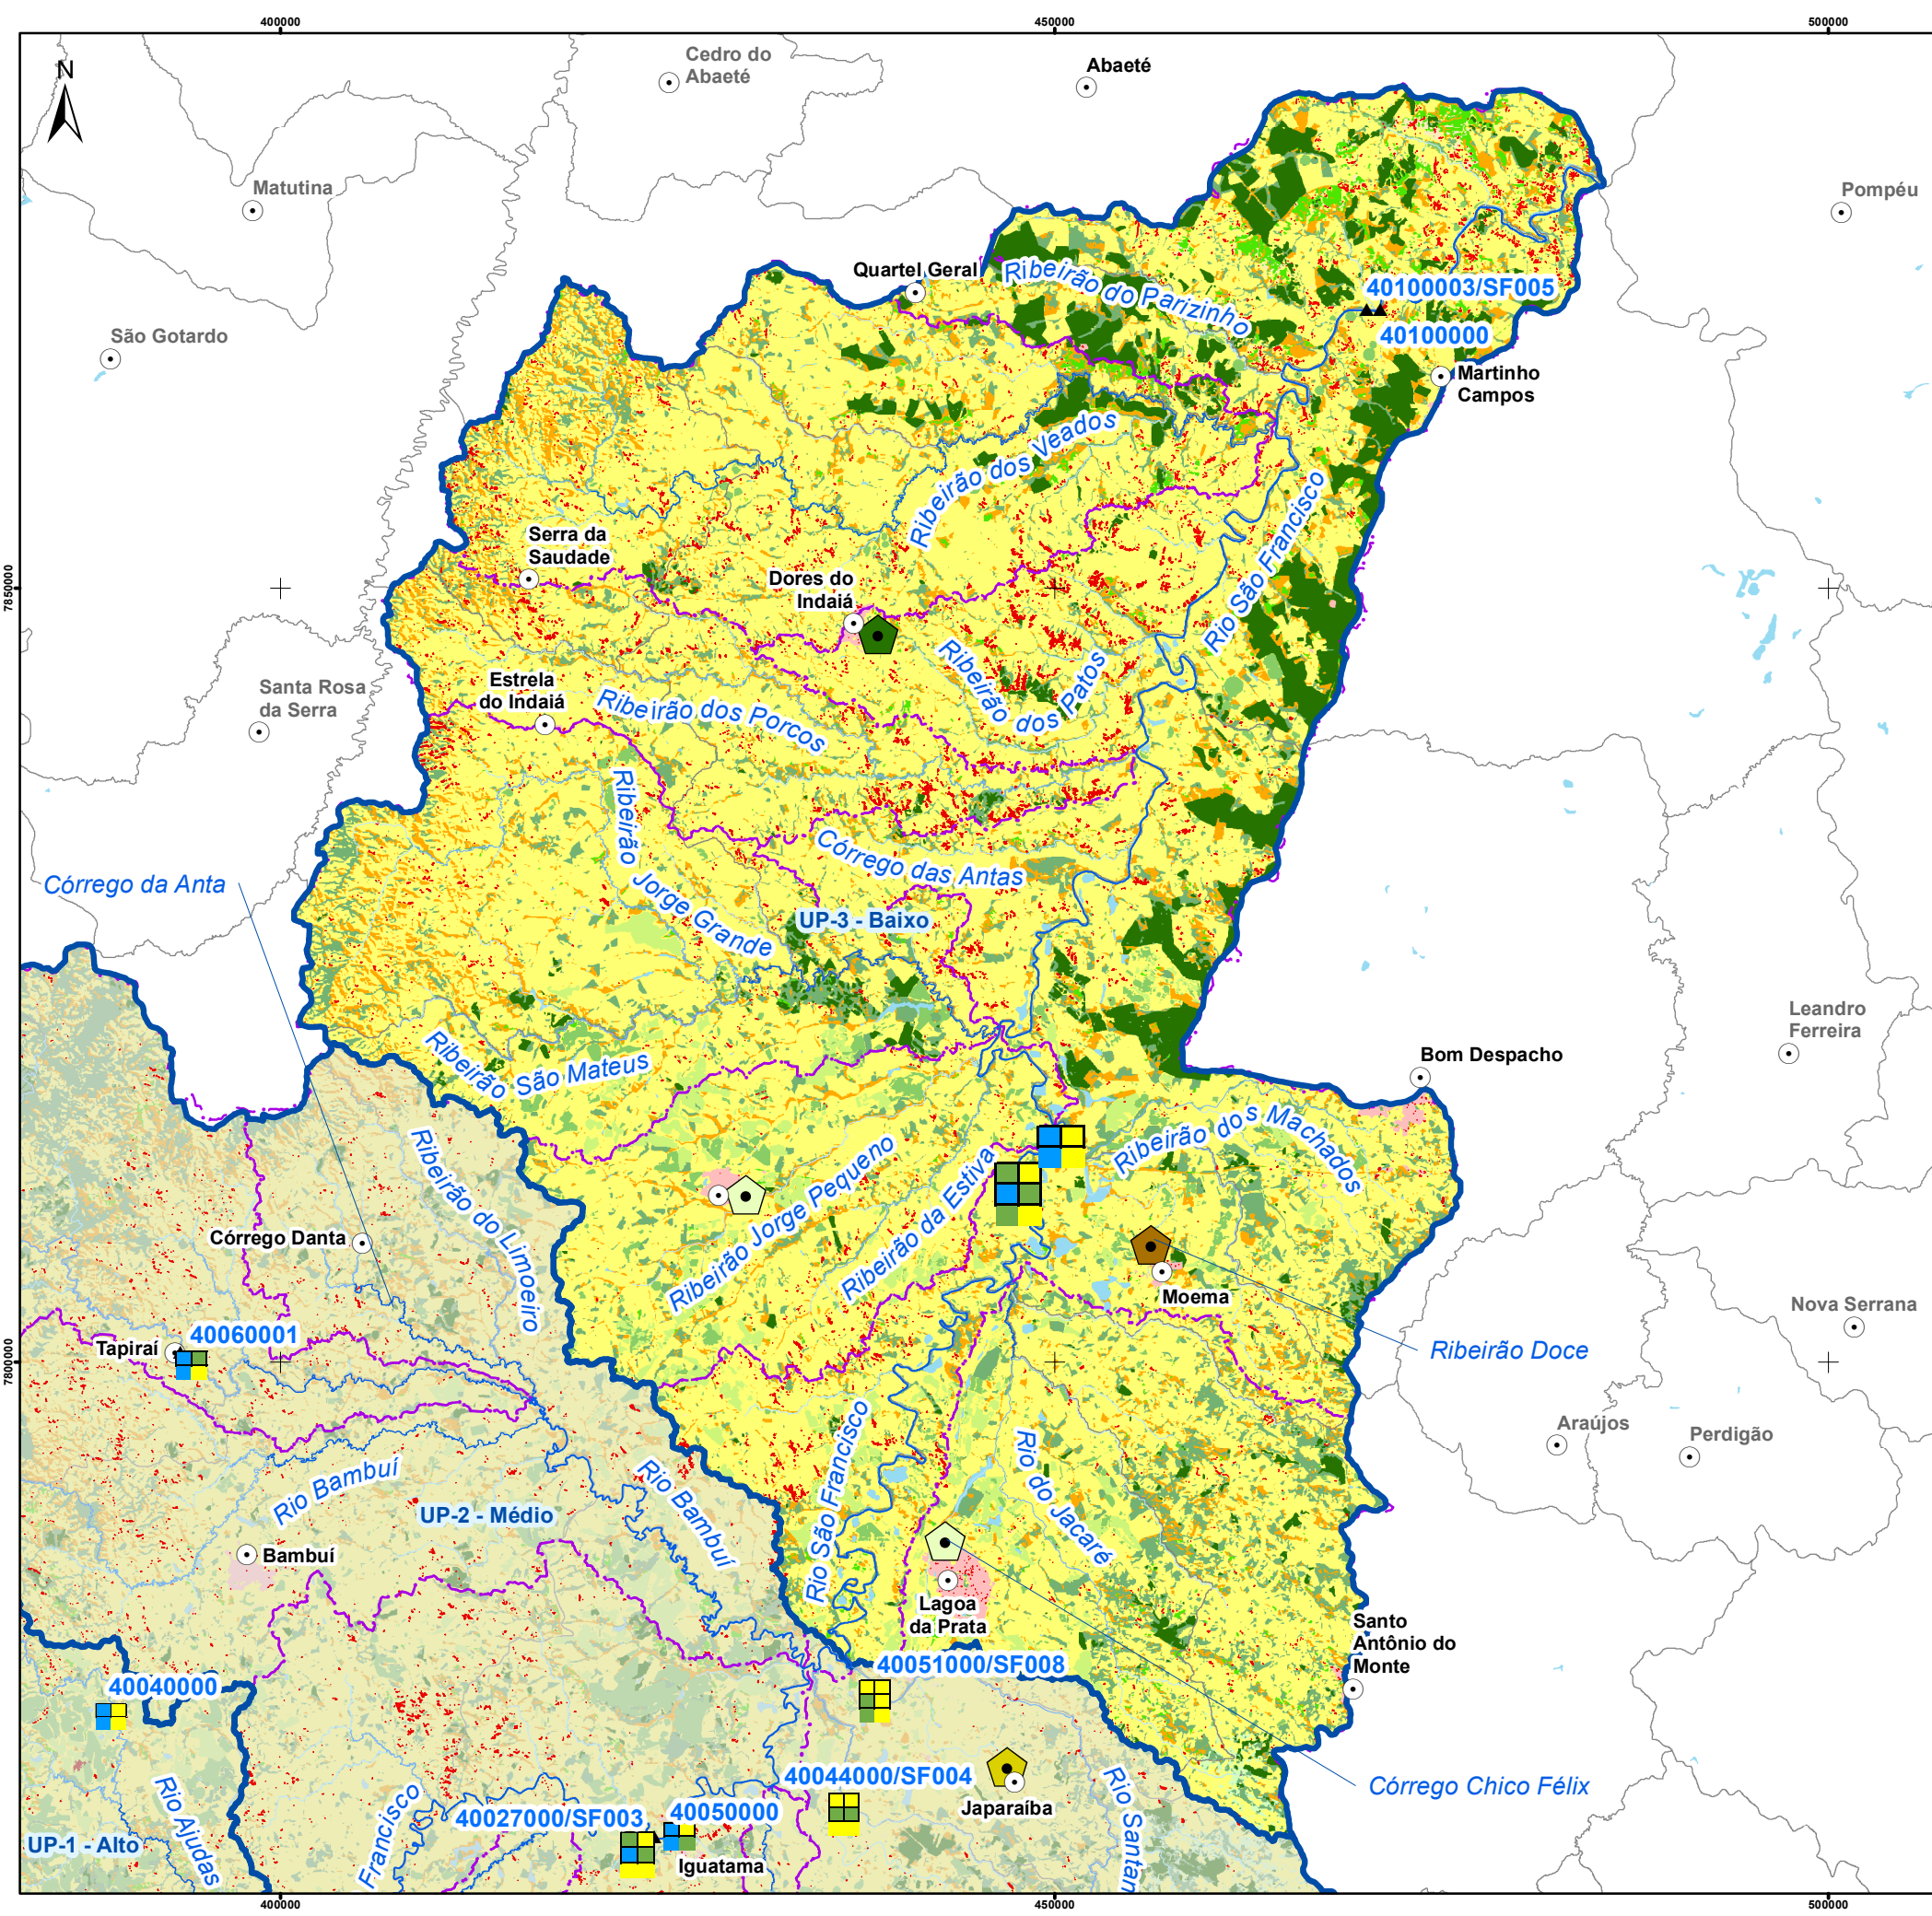 400000
450000
500000
N
Cedro do
Abaeté
Abaeté
Matutina
Pompéu
Quartel Geral
Ribeirão do Parizinho
40100003/SF005
São Gotardo
40100000
Martinho
Campos
Ribeirão dos Veados
Rio São Francisco
Serra da
Saudade
7850000
Dores do
Indaiá
Ribeirão dos Patos
Estrela
do Indaiá
Santa Rosa
da Serra
Ribeirão dos Porcos
Ribeirão Jorge Grande
Córrego das Antas
Córrego da Anta
UP-3 - Baixo
Leandro
Ferreira
Ribeirão São Mateus
Bom Despacho
Ribeirão do Limoeiro
Ribeirão Jorge Pequeno
Ribeirão da Estiva
Ribeirão dos Machados
Córrego Danta
Moema
Nova Serrana
40060001
Tapiraí
7800000
Ribeirão Doce
Araújos
Perdigão
Rio Bambuí
Rio Bambuí
Rio São Francisco
Rio do Jacaré
UP-2 - Médio
Bambuí
Lagoa
da Prata
Santo
Antônio do
Monte
40051000/SF008
40040000
40044000/SF004
Córrego Chico Félix
Rio Ajudas
Francisco
Japaraíba
Rio Santan
40027000/SF003
40050000
UP-1 - Alto
Iguatama
400000
450000
500000